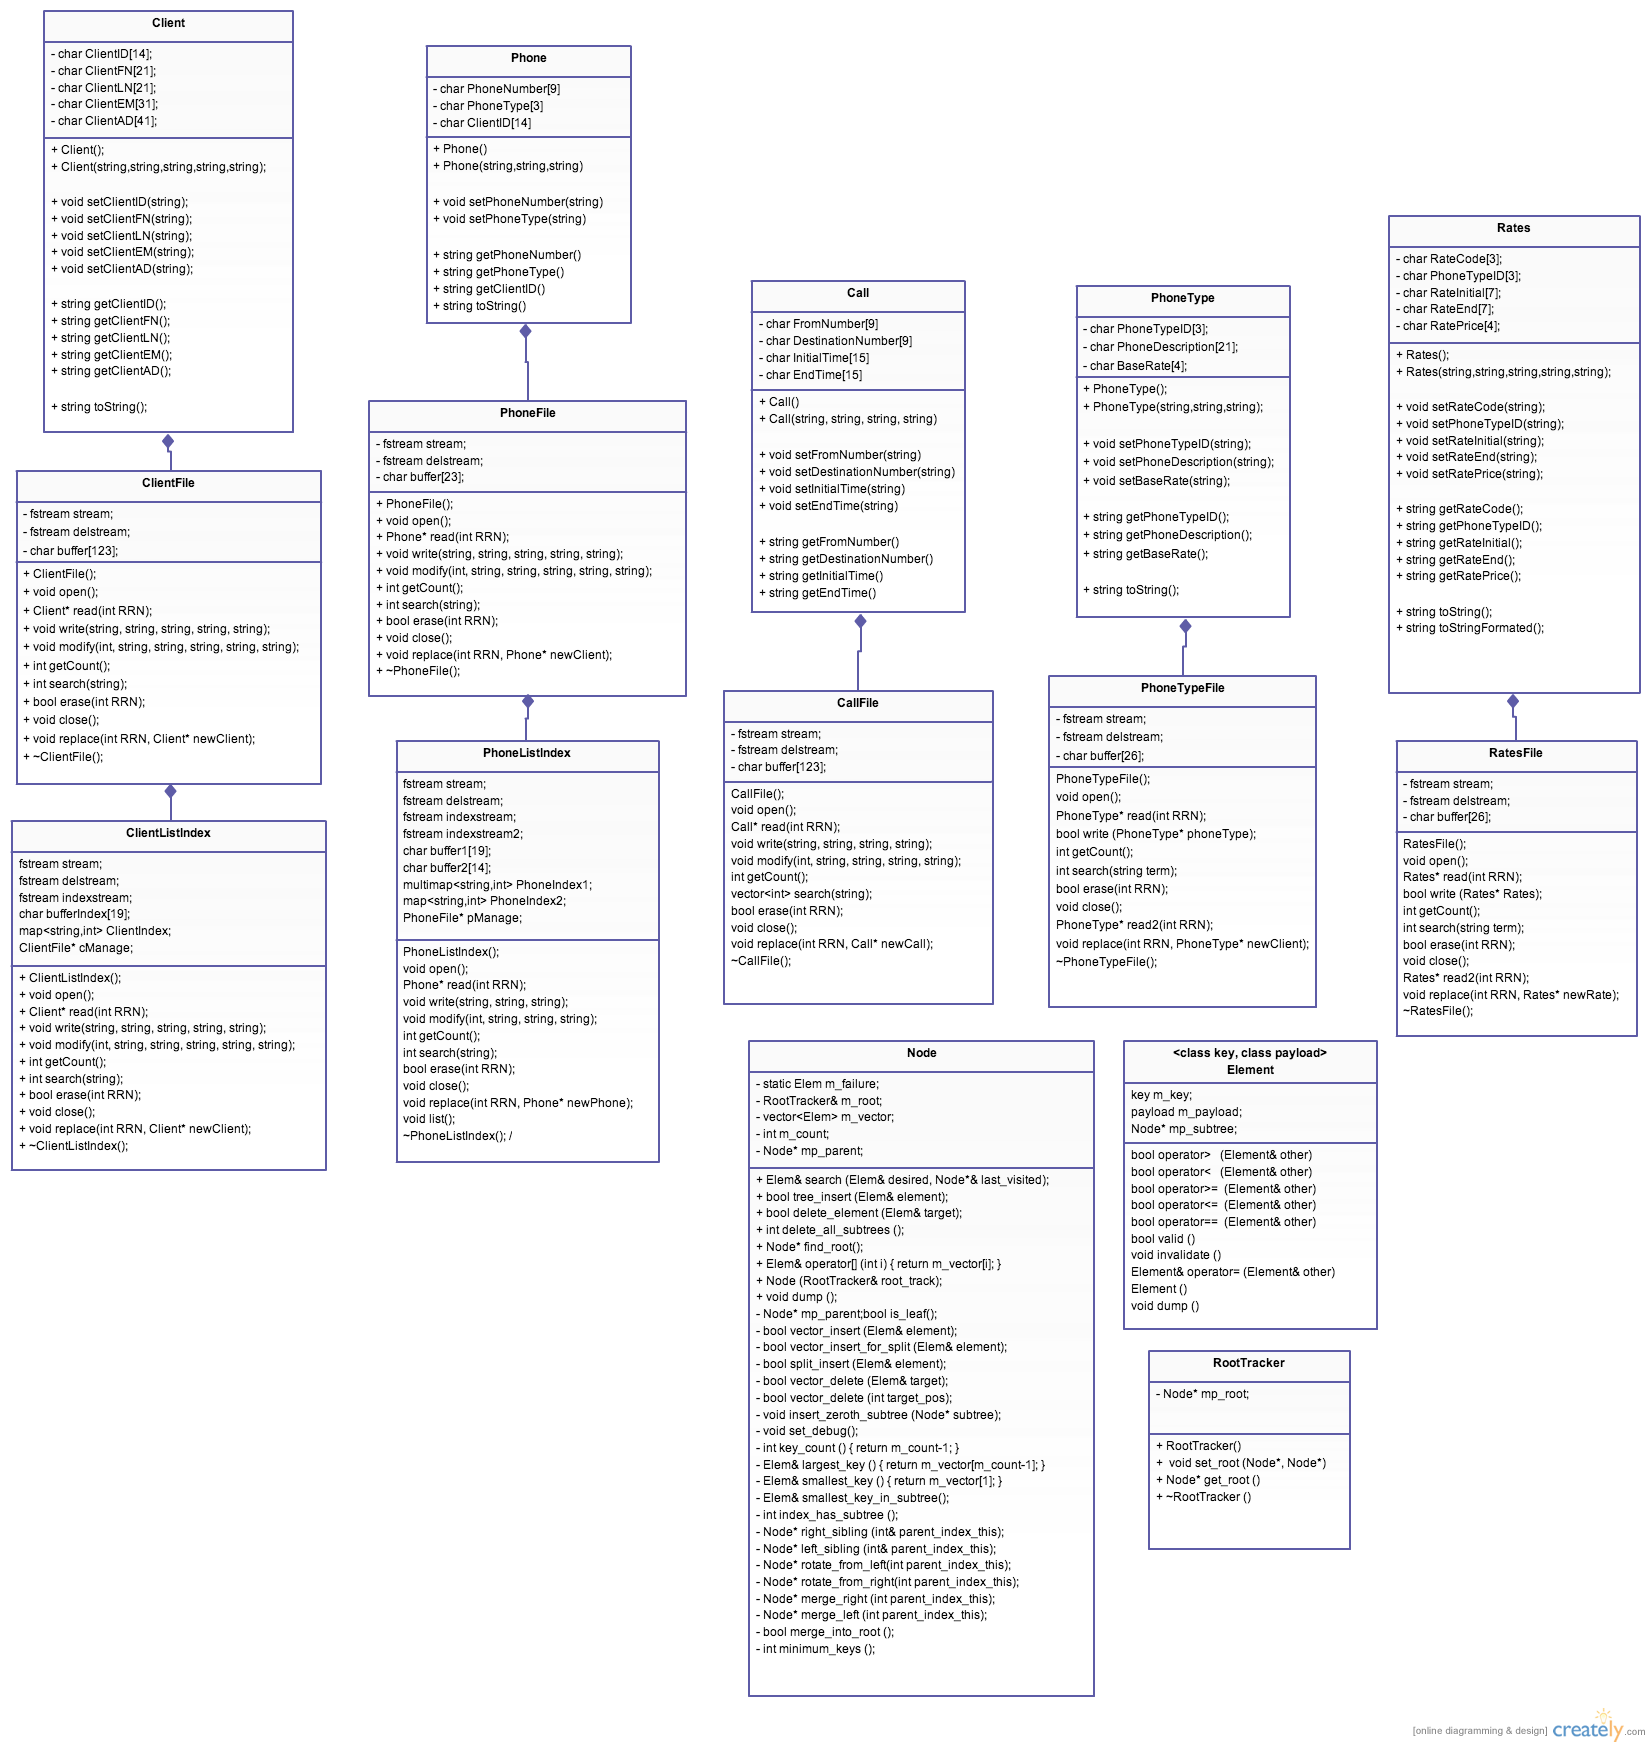 Client
- char ClientID[14];
- char ClientFN[21];
- char ClientLN[21];
- char ClientEM[31];
- char ClientAD[41];
+ Client();
+ Client(string,string,string,string,string);
+ void setClientID(string);
+ void setClientFN(string);
+ void setClientLN(string);
+ void setClientEM(string);
+ void setClientAD(string);
+ string getClientID();
+ string getClientFN();
+ string getClientLN();
+ string getClientEM();
+ string getClientAD();
+ string toString();
ClientFile
- fstream stream;
- fstream delstream;
- char buffer[123];
+ ClientFile();
+ void open();
+ Client* read(int RRN);
+ void write(string, string, string, string, string);
+ void modify(int, string, string, string, string, string);
+ int getCount();
+ int search(string);
+ bool erase(int RRN);
+ void close();
+ void replace(int RRN, Client* newClient);
+ ~ClientFile();
ClientListIndex
fstream stream;
fstream delstream;
fstream indexstream;
char bufferIndex[19];
map<string,int> ClientIndex;
ClientFile* cManage;
+ ClientListIndex();
+ void open();
+ Client* read(int RRN);
+ void write(string, string, string, string, string);
+ void modify(int, string, string, string, string, string);
+ int getCount();
+ int search(string);
+ bool erase(int RRN);
+ void close();
+ void replace(int RRN, Client* newClient);
+ ~ClientListIndex();
Phone
- char PhoneNumber[9]
- char PhoneType[3]
- char ClientID[14]
+ Phone()
+ Phone(string,string,string)
+ void setPhoneNumber(string)
+ void setPhoneType(string)
+ string getPhoneNumber()
+ string getPhoneType()
+ string getClientID()
+ string toString()
PhoneFile
- fstream stream;
- fstream delstream;
- char buffer[23];
+ PhoneFile();
+ void open();
+ Phone* read(int RRN);
+ void write(string, string, string, string, string);
+ void modify(int, string, string, string, string, string);
+ int getCount();
+ int search(string);
+ bool erase(int RRN);
+ void close();
+ void replace(int RRN, Phone* newClient);
+ ~PhoneFile();
PhoneListIndex
fstream stream;
fstream delstream;
fstream indexstream;
fstream indexstream2;
char buffer1[19];
char buffer2[14];
multimap<string,int> PhoneIndex1;
map<string,int> PhoneIndex2;
PhoneFile* pManage;
PhoneListIndex();
void open();
Phone* read(int RRN);
void write(string, string, string);
void modify(int, string, string, string);
int getCount();
int search(string);
bool erase(int RRN);
void close();
void replace(int RRN, Phone* newPhone);
void list();
~PhoneListIndex(); /
Call
- char FromNumber[9]
- char DestinationNumber[9]
- char InitialTime[15]
- char EndTime[15]
+ Call()
+ Call(string, string, string, string)
+ void setFromNumber(string)
+ void setDestinationNumber(string)
+ void setInitialTime(string)
+ void setEndTime(string)
+ string getFromNumber()
+ string getDestinationNumber()
+ string getInitialTime()
+ string getEndTime()
CallFile
- fstream stream;
- fstream delstream;
- char buffer[123];
CallFile();
void open();
Call* read(int RRN);
void write(string, string, string, string);
void modify(int, string, string, string, string);
int getCount();
vector<int> search(string);
bool erase(int RRN);
void close();
void replace(int RRN, Call* newCall);
~CallFile();
PhoneType
- char PhoneTypeID[3];
- char PhoneDescription[21];
- char BaseRate[4];
+ PhoneType();
+ PhoneType(string,string,string);
+ void setPhoneTypeID(string);
+ void setPhoneDescription(string);
+ void setBaseRate(string);
+ string getPhoneTypeID();
+ string getPhoneDescription();
+ string getBaseRate();
+ string toString();
PhoneTypeFile
- fstream stream;
- fstream delstream;
- char buffer[26];
PhoneTypeFile();
void open();
PhoneType* read(int RRN);
bool write (PhoneType* phoneType);
int getCount();
int search(string term);
bool erase(int RRN);
void close();
PhoneType* read2(int RRN);
void replace(int RRN, PhoneType* newClient);
~PhoneTypeFile();
Rates
- char RateCode[3];
- char PhoneTypeID[3];
- char RateInitial[7];
- char RateEnd[7];
- char RatePrice[4];
+ Rates();
+ Rates(string,string,string,string,string);
+ void setRateCode(string);
+ void setPhoneTypeID(string);
+ void setRateInitial(string);
+ void setRateEnd(string);
+ void setRatePrice(string);
+ string getRateCode();
+ string getPhoneTypeID();
+ string getRateInitial();
+ string getRateEnd();
+ string getRatePrice();
+ string toString();
+ string toStringFormated();
RatesFile
- fstream stream;
- fstream delstream;
- char buffer[26];
RatesFile();
void open();
Rates* read(int RRN);
bool write (Rates* Rates);
int getCount();
int search(string term);
bool erase(int RRN);
void close();
Rates* read2(int RRN);
void replace(int RRN, Rates* newRate);
~RatesFile();
Node
- static Elem m_failure;
- RootTracker& m_root;
- vector<Elem> m_vector;
- int m_count;
- Node* mp_parent;
+ Elem& search (Elem& desired, Node*& last_visited);
+ bool tree_insert (Elem& element);
+ bool delete_element (Elem& target);
+ int delete_all_subtrees ();
+ Node* find_root();
+ Elem& operator[] (int i) { return m_vector[i]; }
+ Node (RootTracker& root_track);
+ void dump ();
- Node* mp_parent;bool is_leaf();
- bool vector_insert (Elem& element);
- bool vector_insert_for_split (Elem& element);
- bool split_insert (Elem& element);
- bool vector_delete (Elem& target);
- bool vector_delete (int target_pos);
- void insert_zeroth_subtree (Node* subtree);
- void set_debug();
- int key_count () { return m_count-1; }
- Elem& largest_key () { return m_vector[m_count-1]; }
- Elem& smallest_key () { return m_vector[1]; }
- Elem& smallest_key_in_subtree();
- int index_has_subtree ();
- Node* right_sibling (int& parent_index_this);
- Node* left_sibling (int& parent_index_this);
- Node* rotate_from_left(int parent_index_this);
- Node* rotate_from_right(int parent_index_this);
- Node* merge_right (int parent_index_this);
- Node* merge_left (int parent_index_this);
- bool merge_into_root ();
- int minimum_keys ();
<class key, class payload>
Element
key m_key;
payload m_payload;
Node* mp_subtree;
bool operator> (Element& other)
bool operator< (Element& other)
bool operator>= (Element& other)
bool operator<= (Element& other)
bool operator== (Element& other)
bool valid ()
void invalidate ()
Element& operator= (Element& other)
Element ()
void dump ()
RootTracker
- Node* mp_root;
+ RootTracker()
+ void set_root (Node*, Node*)
+ Node* get_root ()
+ ~RootTracker ()
[online diagramming & design] creately.com